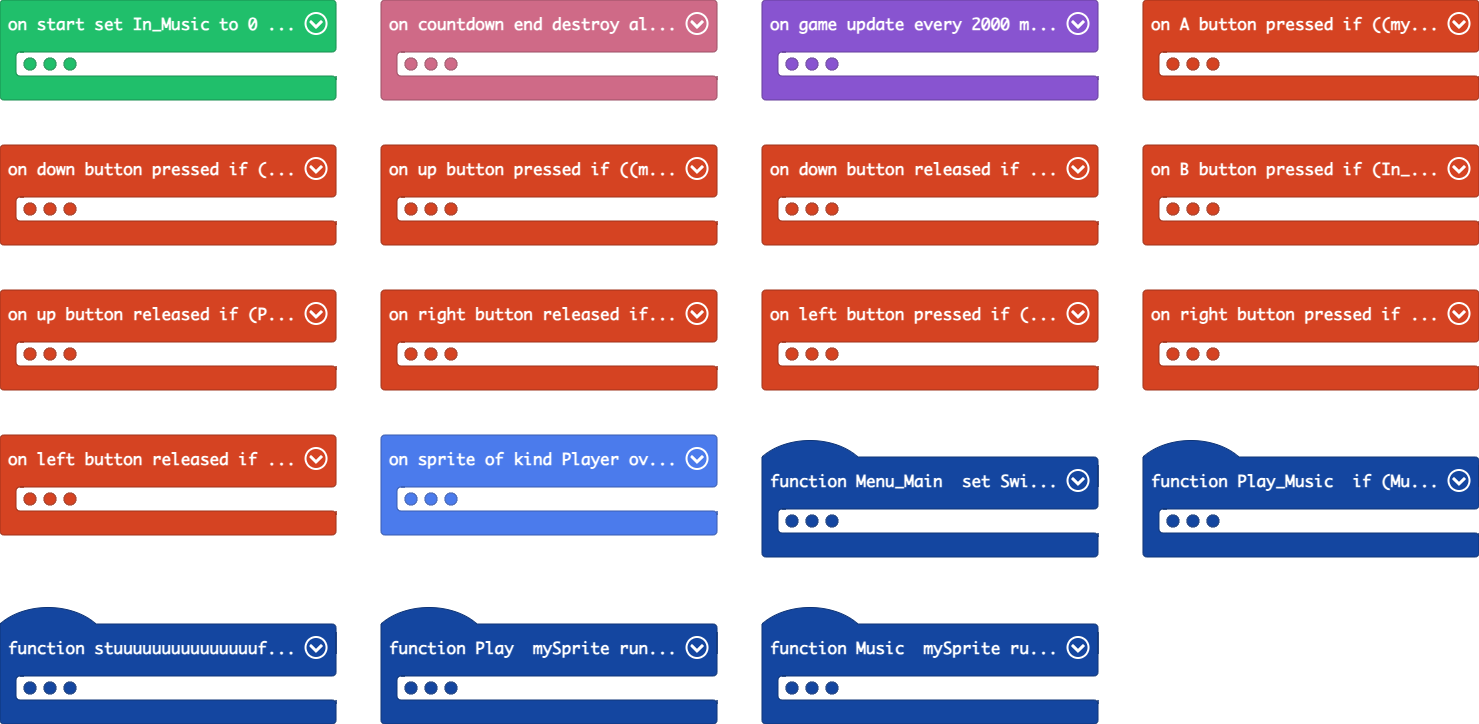 on start set In_Music to 0 ...
on countdown end destroy al...
on game update every 2000 m...
on A button pressed if ((my...
on down button pressed if (...
on up button pressed if ((m...
on down button released if ...
on B button pressed if (In_...
on up button released if (P...
on right button released if...
on left button pressed if (...
on right button pressed if ...
on left button released if ...
on sprite of kind Player ov...
function Menu_Main  set Swi...
function Play_Music  if (Mu...
function stuuuuuuuuuuuuuuuf...
function Play  mySprite run...
function Music  mySprite ru...